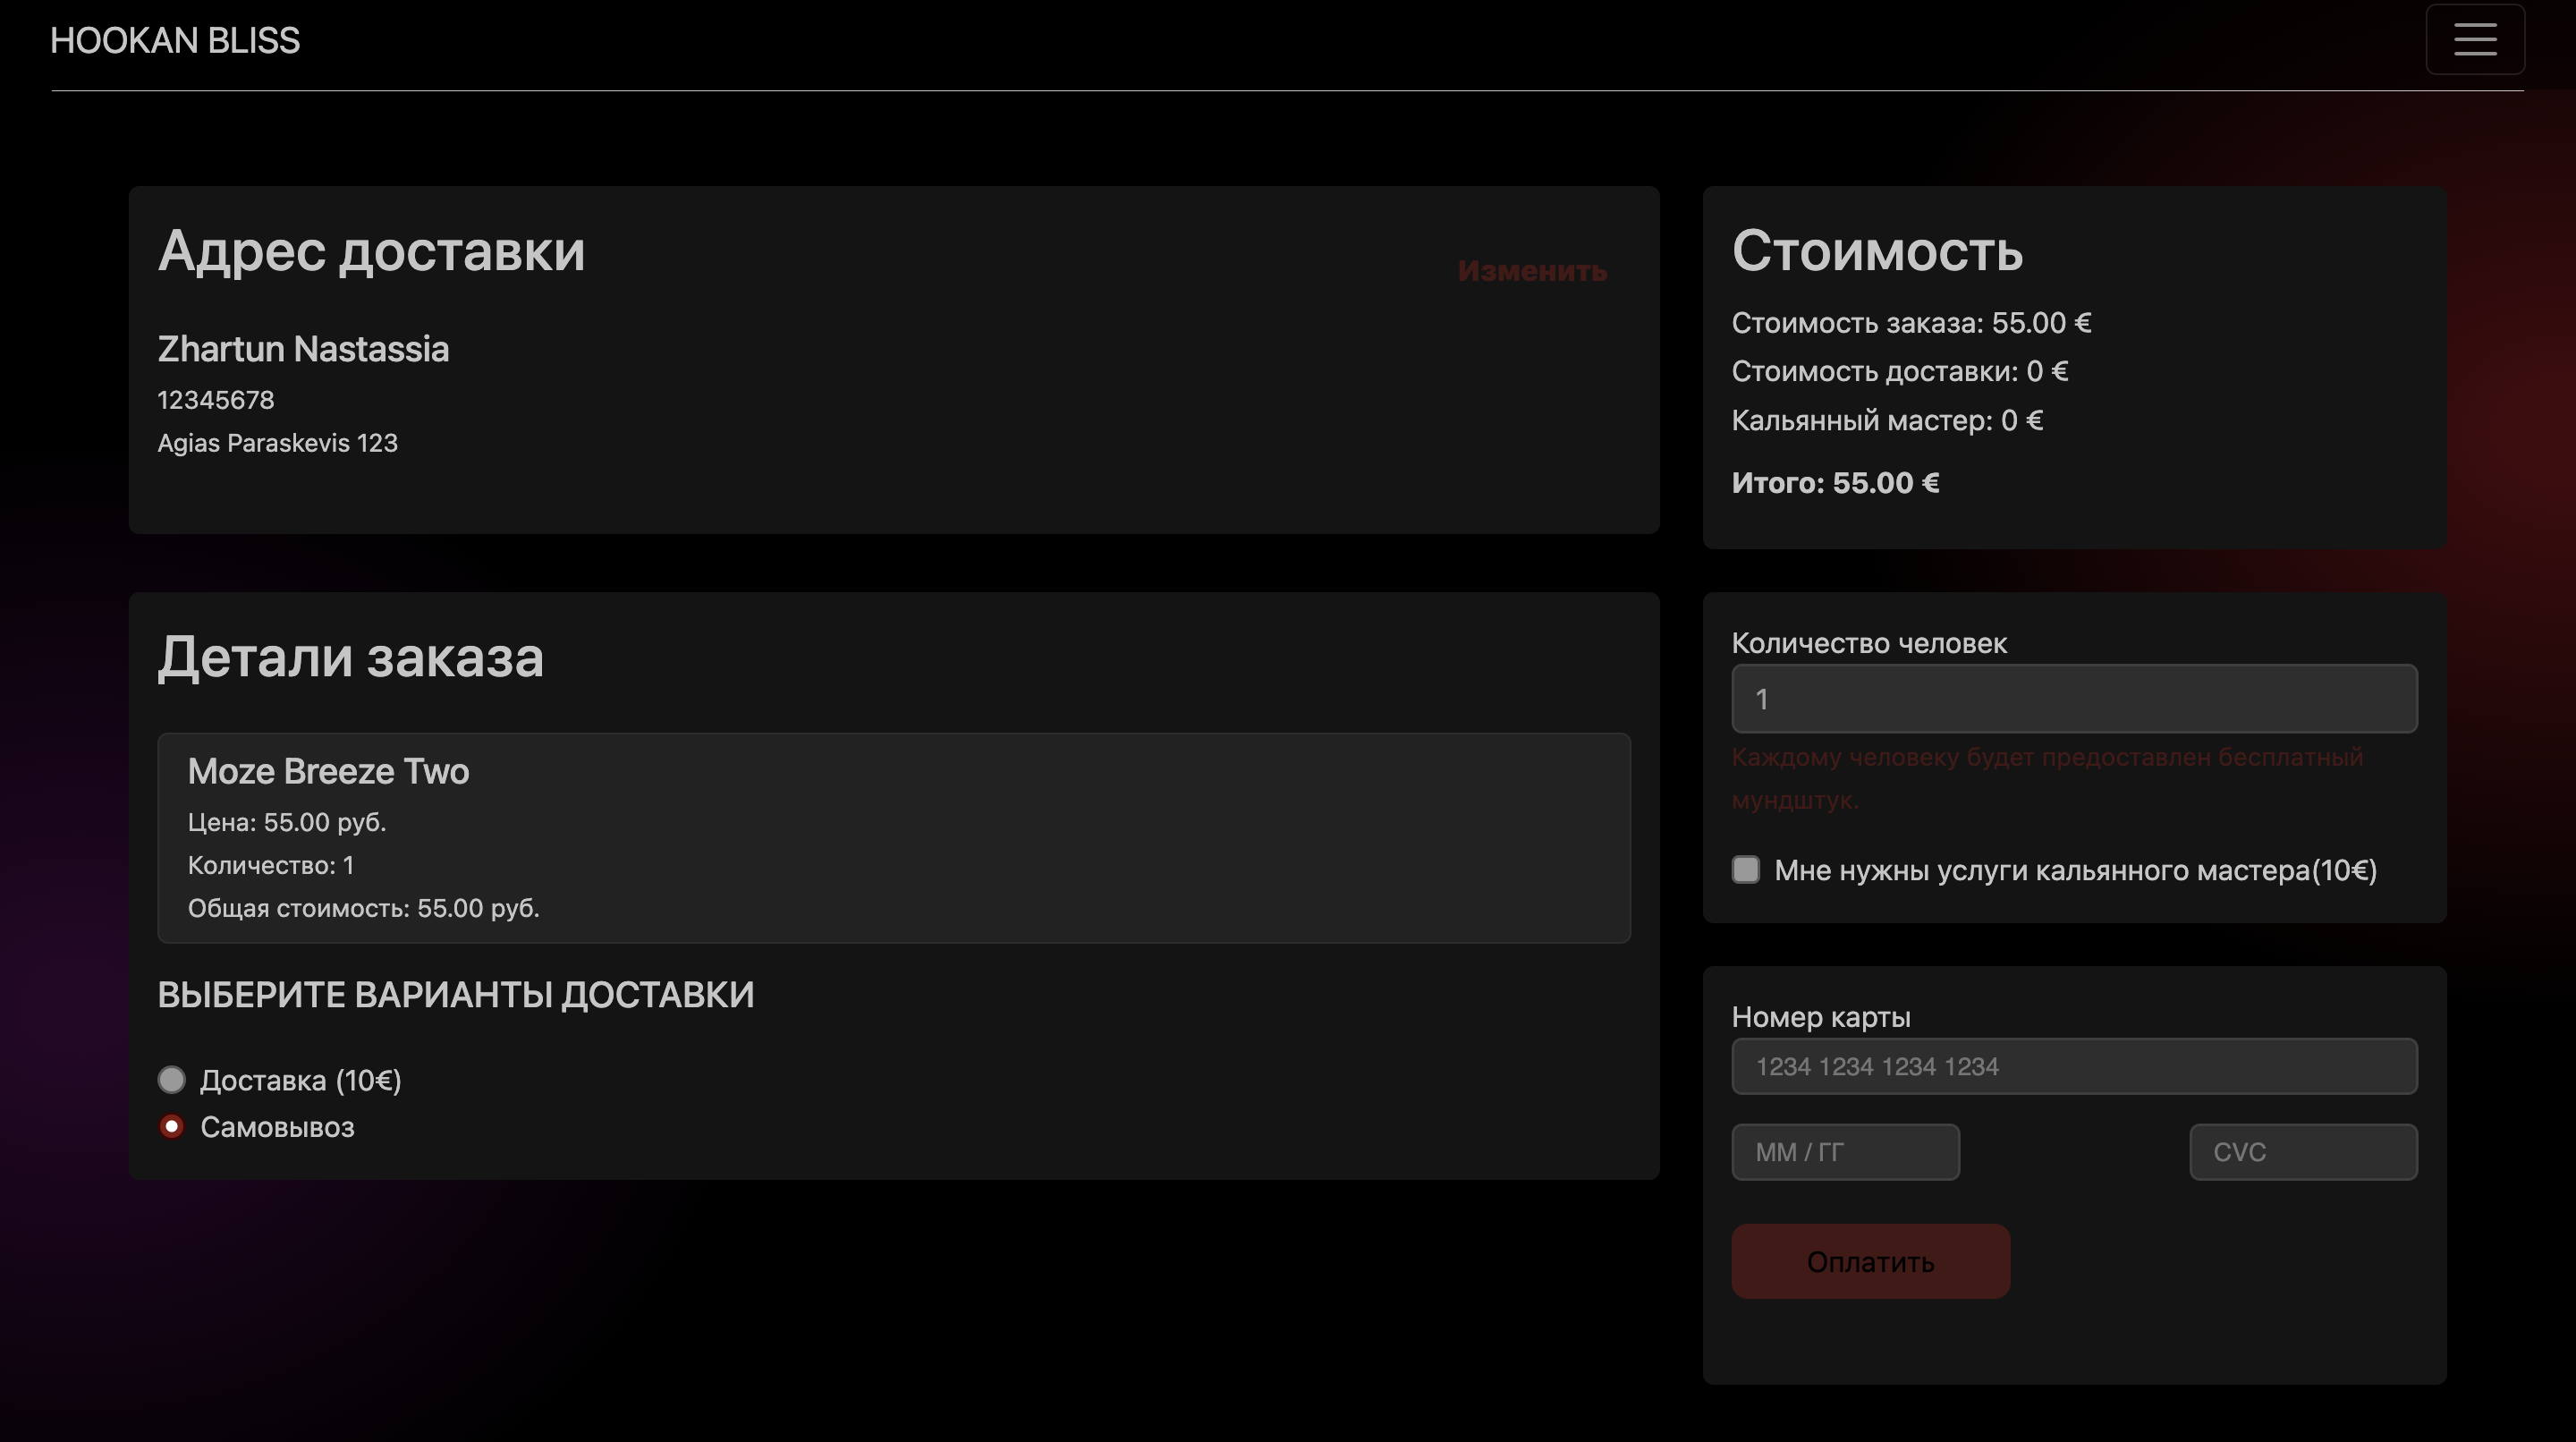 HOOKAN BLISS
Адрес доставки
Изменить
Zhartun Nastassia
12345678
Agias Paraskevis 123
Стоимость
Стоимость заказа: 55.00 €
Стоимость доставки: 0 €
Кальянный мастер: 0 €
Итого: 55.00 €
Детали заказа
Moze Breeze Two
Цена: 55.00 руб.
Количество: 1
Общая стоимость: 55.00 руб.
ВЫБЕРИТЕ ВАРИАНТЫ ДОСТАВКИ
Доставка (10€)
Самовывоз
Количество человек
1
Каждому человеку будет предоставлен бесплатный
мундштук.
Мне нужны услуги кальянного мастера(10€)
Номер карты
1234 1234 1234 1234
ММ / ГГ
CVC
Оплатить